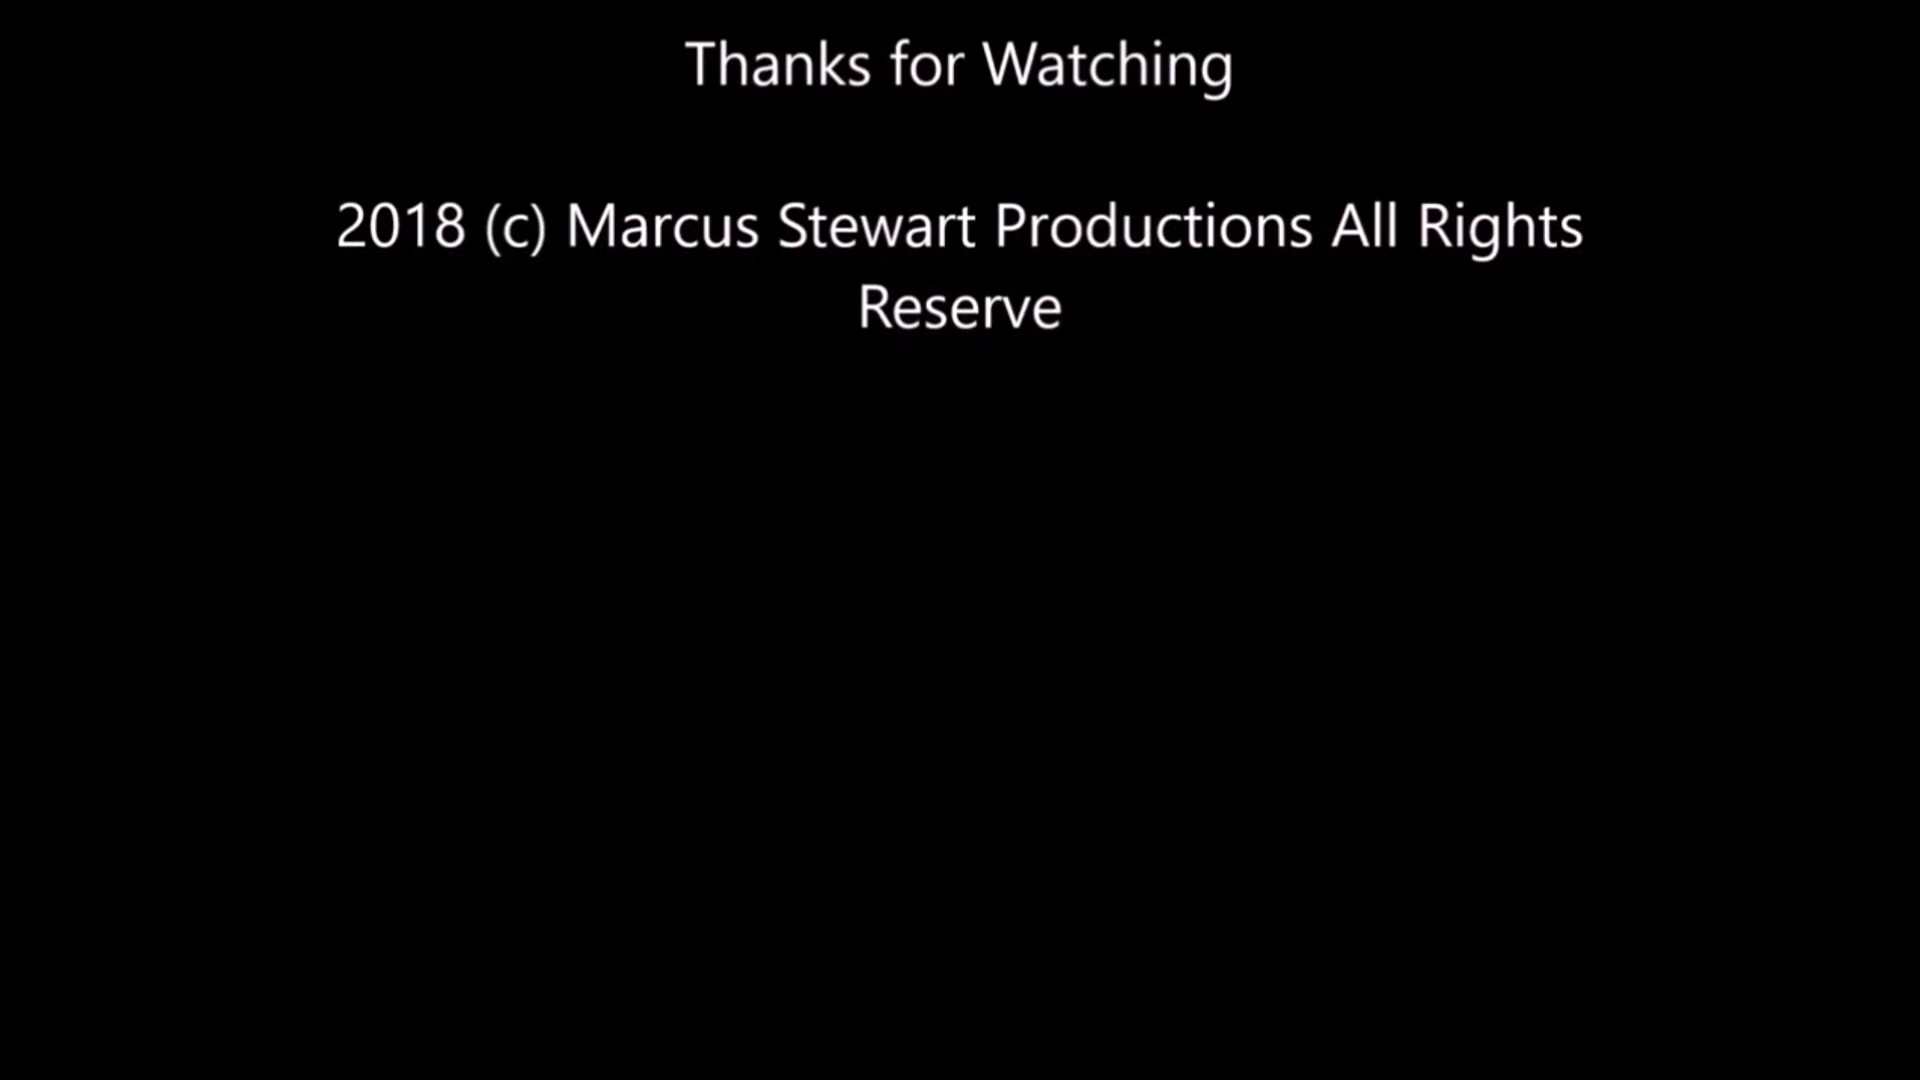 Thanks for Watching
2018 (c) Marcus Stewart Productions All Rights
Reserve